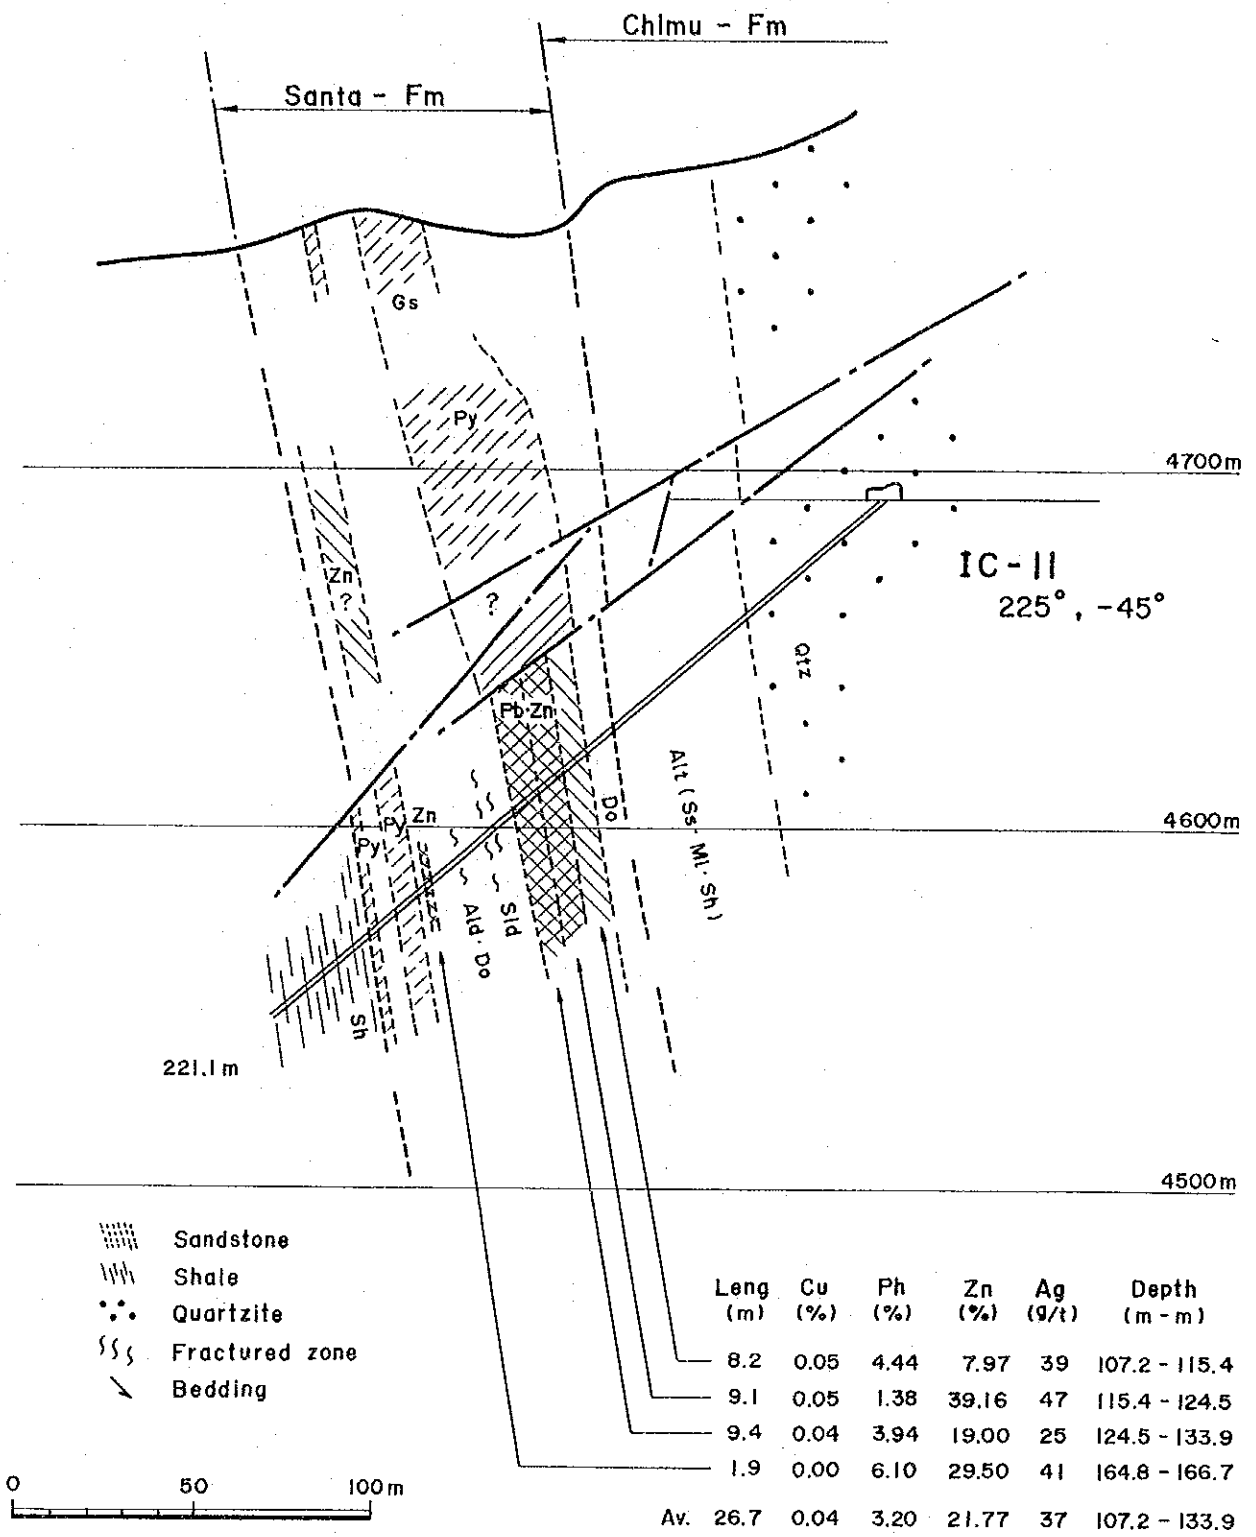 Chimu - Fm
Santa - Fm
Gs
Py
4700m
IC-11
225°, -45°
Zn
?
?
Qtz
Pb·Zn
Alt (Ss·Ml·Sh)
Do
4600m
Py Zn
Py
Sld
Ald·Do
Sh
221.1m
4500m
Sandstone
Shale
Quartzite
Fractured zone
Bedding
Leng Cu Ph Zn Ag Depth
(m) (%) (%) (%) (g/t) (m-m)
8.2 0.05 4.44 7.97 39 107.2 - 115.4
9.1 0.05 1.38 39.16 47 115.4 - 124.5
9.4 0.04 3.94 19.00 25 124.5 - 133.9
1.9 0.00 6.10 29.50 41 164.8 - 166.7
Av. 26.7 0.04 3.20 21.77 37 107.2 - 133.9
0 50 100m